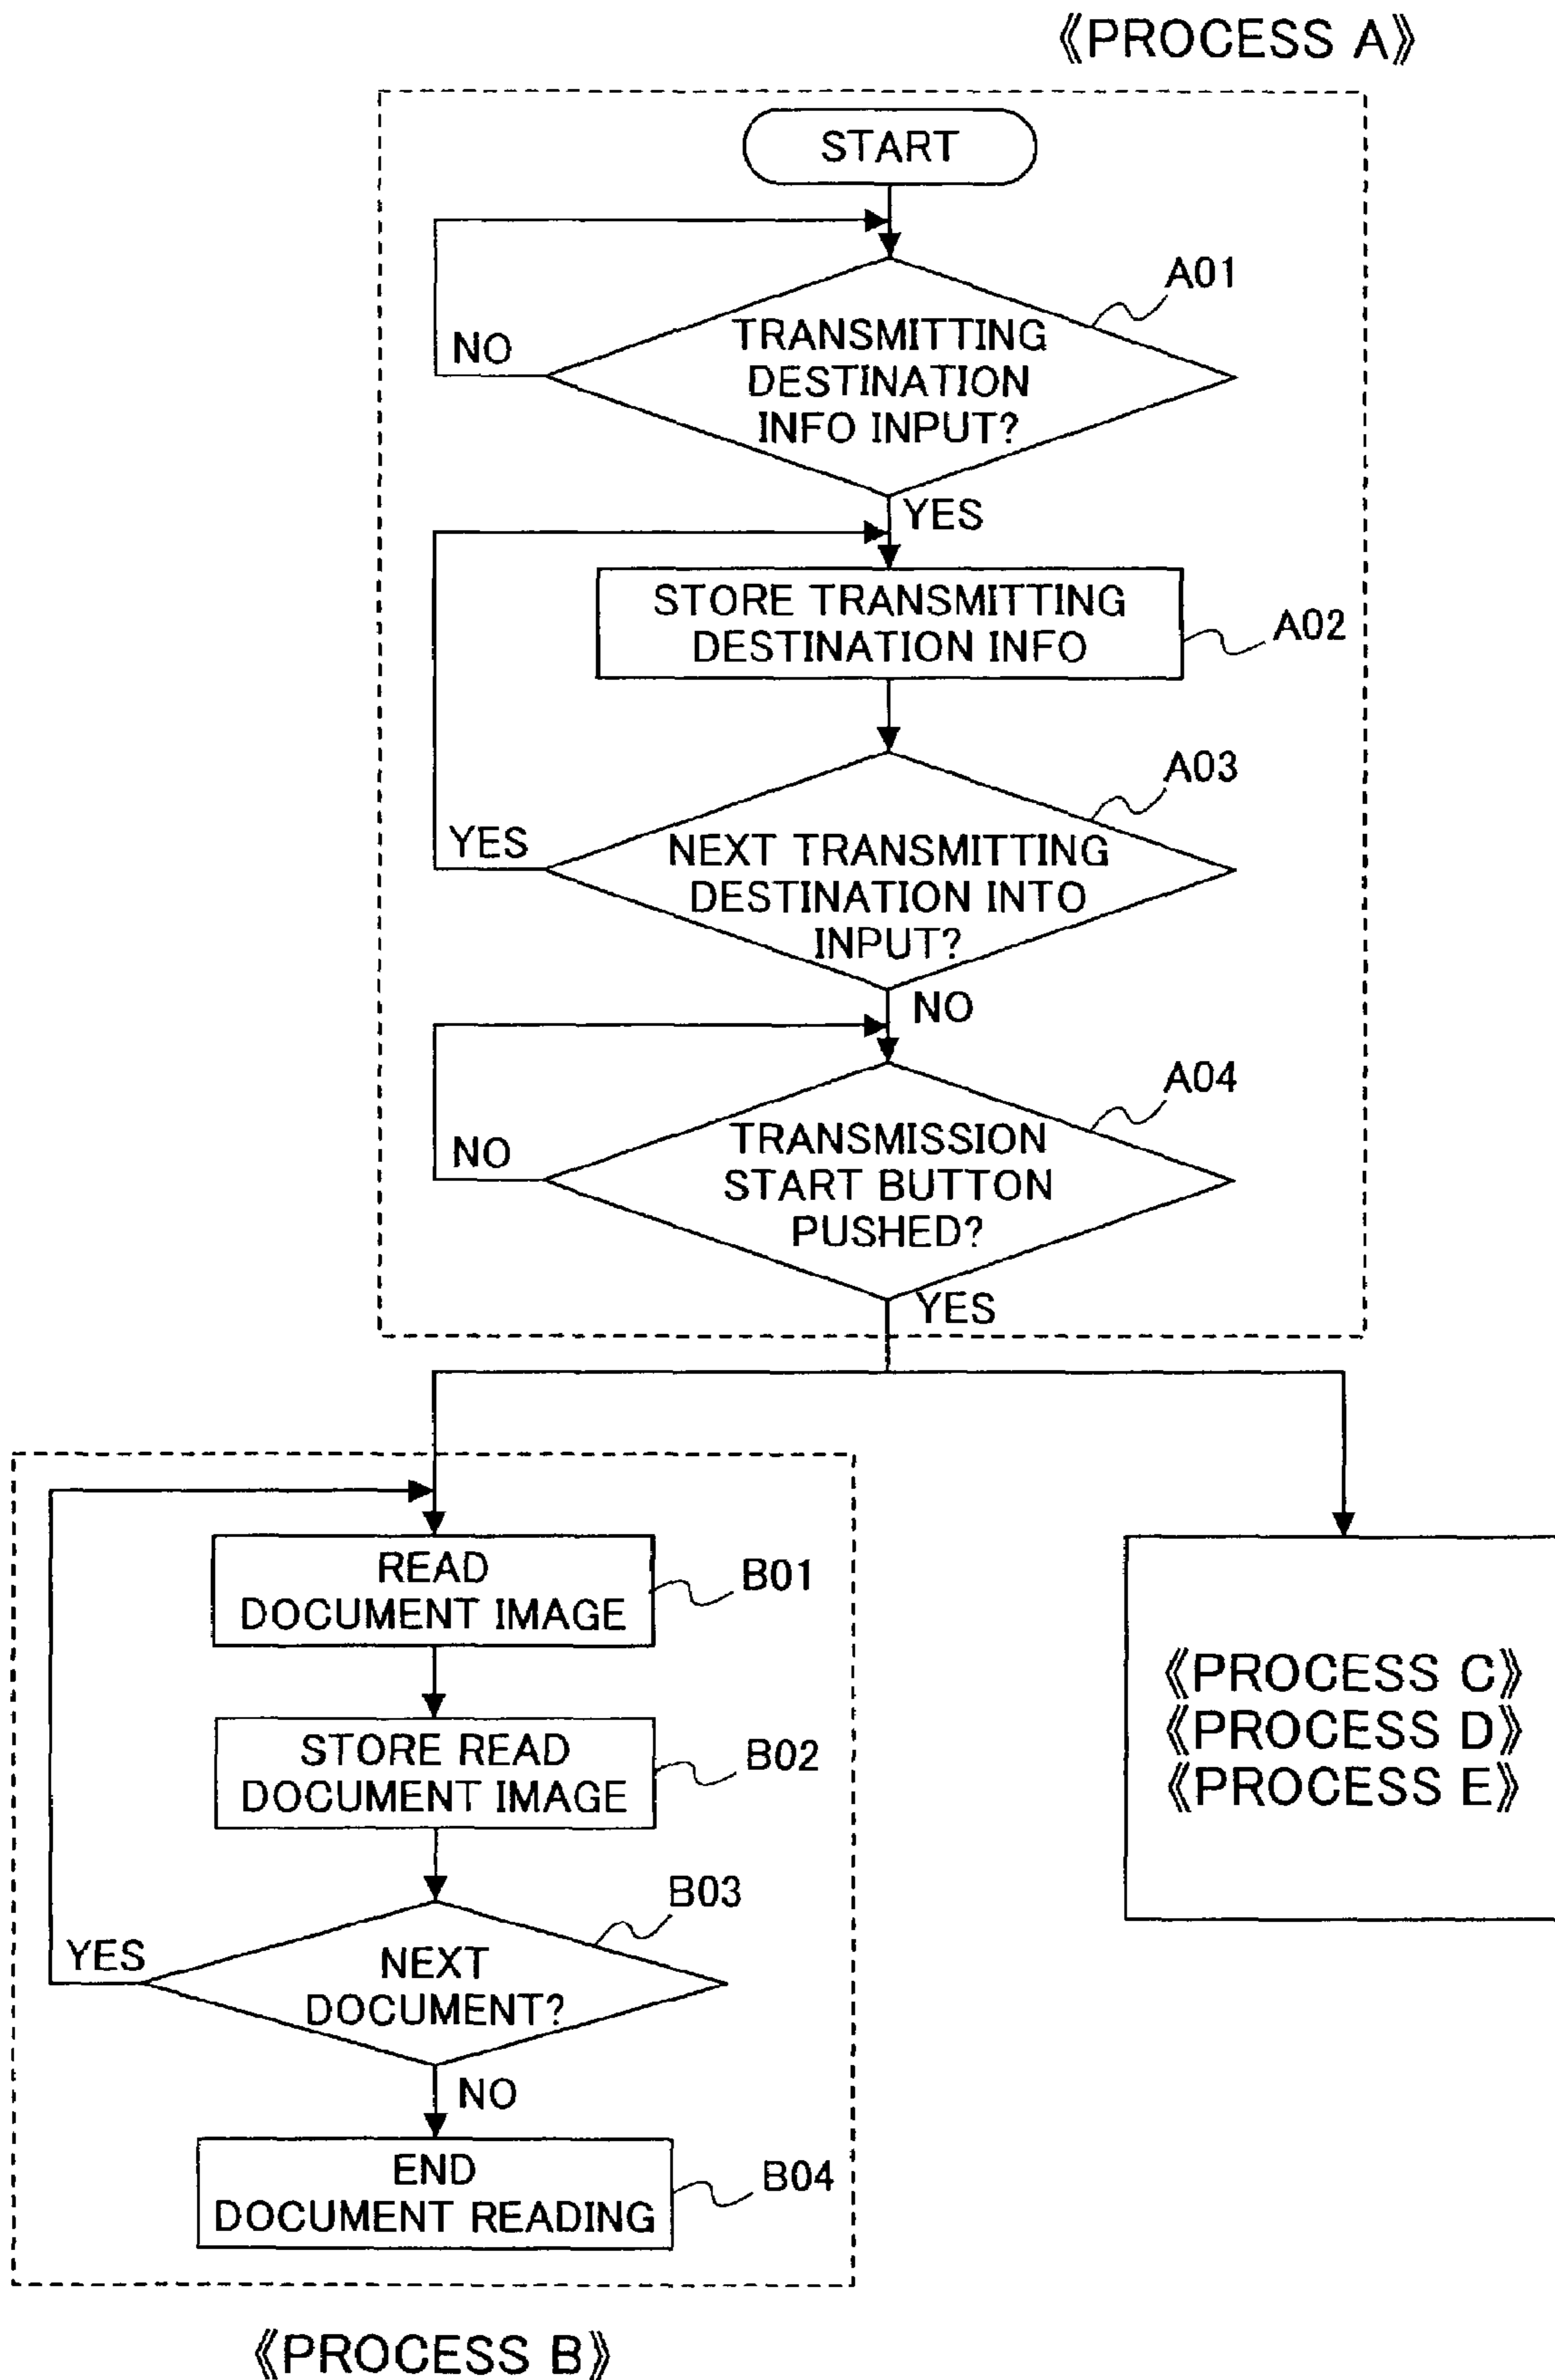 《PROCESS A》
START
A01
TRANSMITTING
DESTINATION
INFO INPUT?
NO
YES
STORE TRANSMITTING
DESTINATION INFO
A02
A03
NEXT TRANSMITTING
DESTINATION INTO
INPUT?
YES
NO
A04
TRANSMISSION
START BUTTON
PUSHED?
NO
YES
READ
DOCUMENT IMAGE
B01
STORE READ
DOCUMENT IMAGE
B02
B03
NEXT
DOCUMENT?
YES
NO
END
DOCUMENT READING
B04
《PROCESS B》
《PROCESS C》
《PROCESS D》
《PROCESS E》